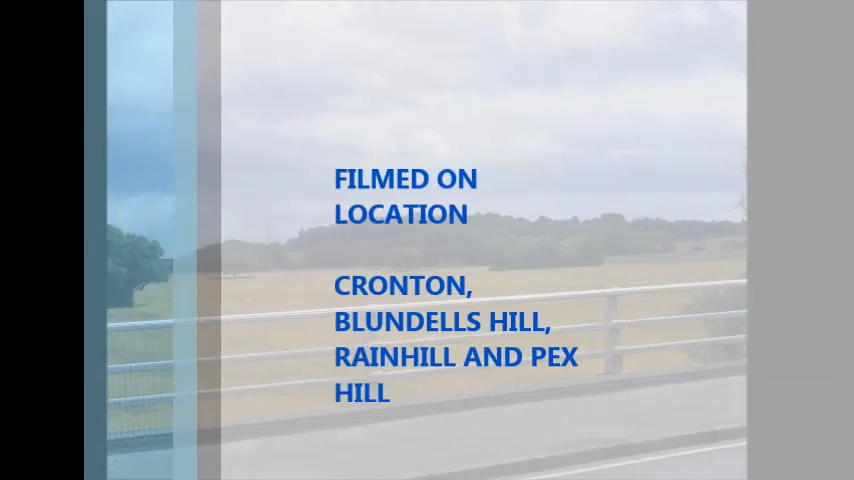 FILMED ON
LOCATION
CRONTON,
BLUNDELLS HILL,
RAINHILL AND PEX
HILL